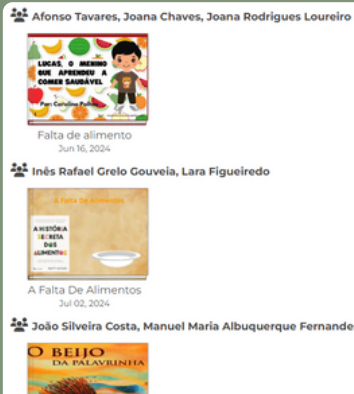 Afonso Tavares, Joana Chaves, Joana Rodrigues Loureiro
LUCAS, O MENINO
QUE APRENDEU A
COMER SAUDÁVEL
Por: Carolina
Falta de alimento
Jun 16, 2024
Inês Rafael Grelo Gouveia, Lara Figueiredo
A Falta De Alimentos
A HISTÓRIA
SECRETA
DOS
ALIMENTOS
A Falta De Alimentos
Jul 02, 2024
João Silveira Costa, Manuel Maria Albuquerque Fernande
O BEIJO
DA PALAVRINHA